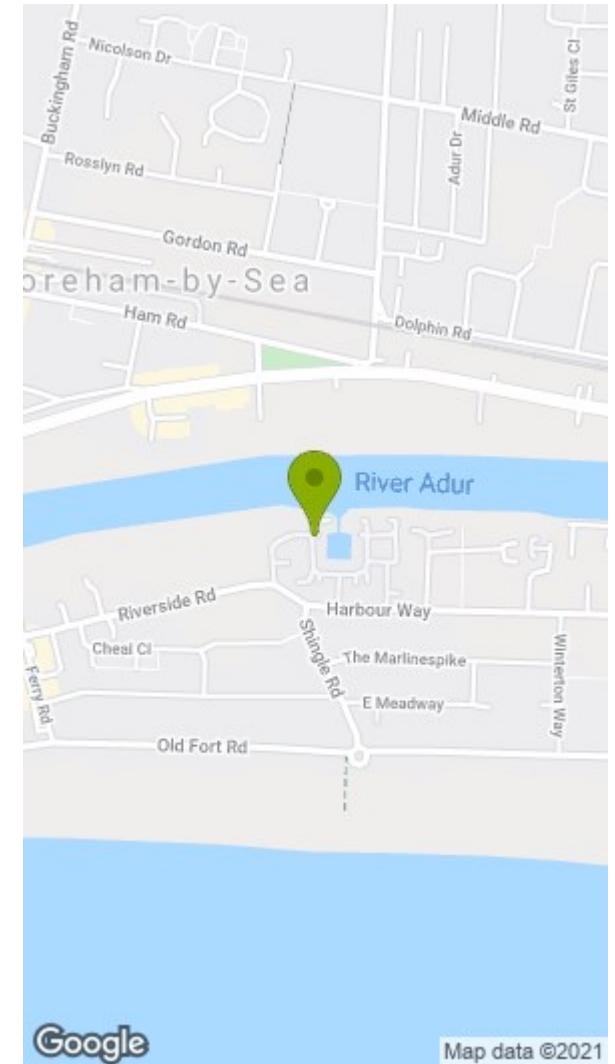 Nicolson Dr
Buckingham Rd
St Giles Cl
Middle Rd
Adur Dr
Rosslyn Rd
Gordon Rd
oreham-by-Sea
Ham Rd
Dolphin Rd
River Adur
Riverside Rd
Harbour Way
Cheal Cl
Shingle Rd
The Marlinespike
Winterton Way
Ferry Rd
E Meadway
Old Fort Rd
Google
Map data ©2021